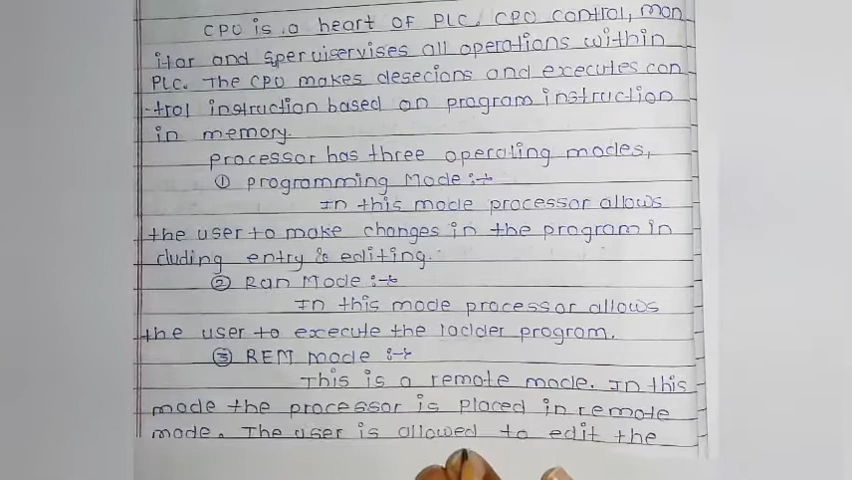 CPU is a heart of PLC. CPU control, mon
itor and sperviservises all operations within
PLC. The CPU makes desecions and executes con
-trol instruction based on program instruction
in memory.
processor has three operating modes,
① programming Mode :-
In this mode processor allows
the user to make changes in the program in
cluding entry & editing.
② Run Mode :-
In this mode processor allows
the user to execute the ladder program.
③ REM mode :-
This is a remote mode. In this
mode the processor is placed in remote
mode. The user is allowed to edit the